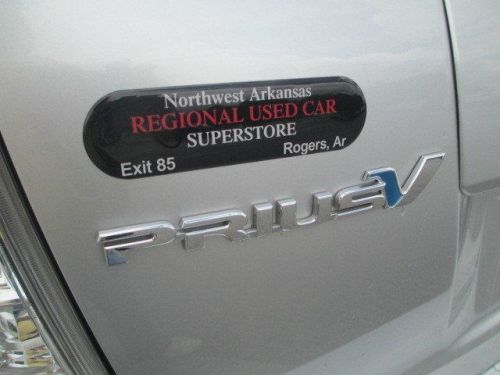 Northwest Arkansas
REGIONAL USED CAR
SUPERSTORE
Exit 85 Rogers, Ar
PRIUS V